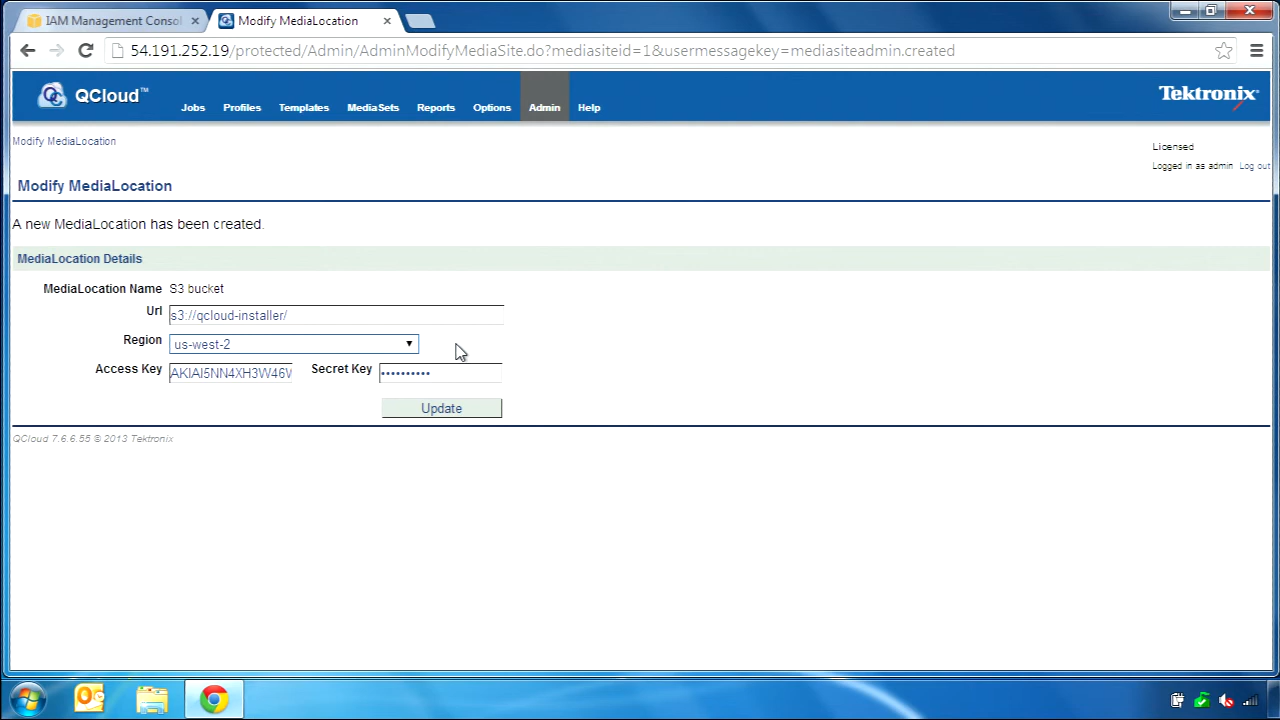 IAM Management Consol
Modify MediaLocation
54.191.252.19/protected/Admin/AdminModifyMediaSite.do?mediasiteid=1&usermessagekey=mediasiteadmin.created
QCloud™
Jobs Profiles Templates MediaSets Reports Options Admin Help
Tektronix
Modify MediaLocation
Licensed
Logged in as admin Log out
Modify MediaLocation
A new MediaLocation has been created.
MediaLocation Details
MediaLocation Name S3 bucket
Url s3://qcloud-installer/
Region us-west-2
Access Key AKIAI5NN4XH3W46V Secret Key ••••••••••
Update
QCloud 7.6.6.55 © 2013 Tektronix